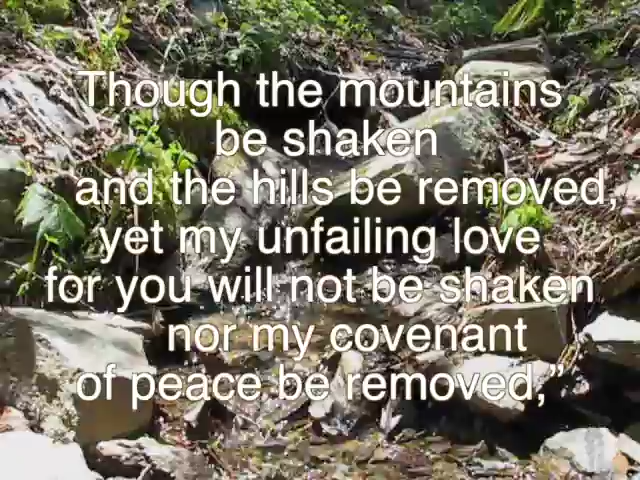 Though the mountains
be shaken
and the hills be removed,
yet my unfailing love
for you will not be shaken
nor my covenant
of peace be removed,”